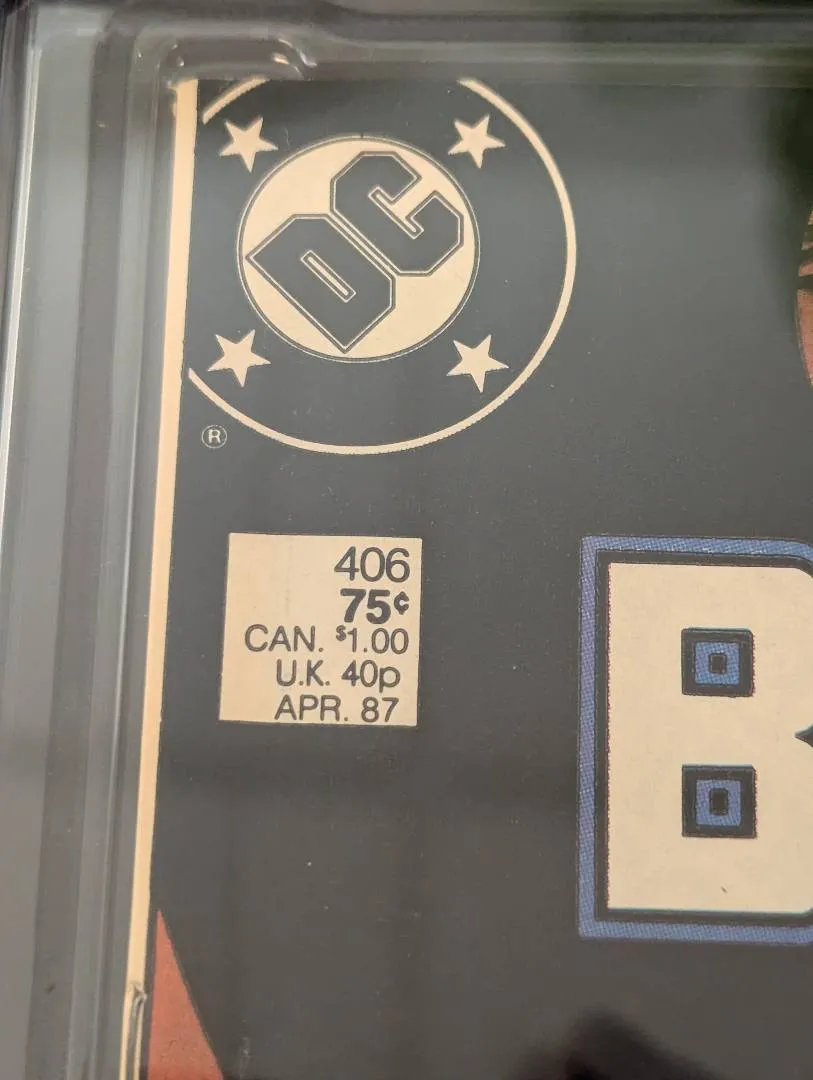 DC
®
406
75¢
CAN. $1.00
U.K. 40p
APR. 87
B